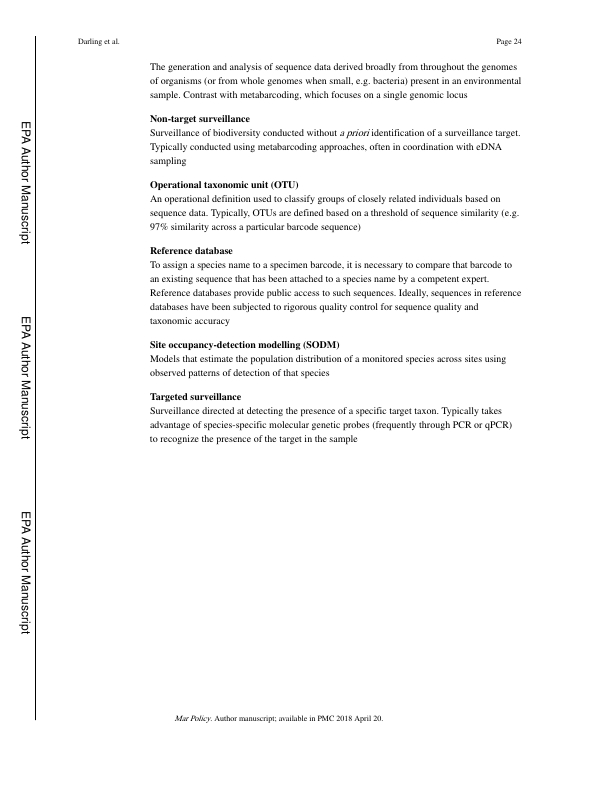 Darling et al.
Page 24
The generation and analysis of sequence data derived broadly from throughout the genomes
of organisms (or from whole genomes when small, e.g. bacteria) present in an environmental
sample. Contrast with metabarcoding, which focuses on a single genomic locus
Non-target surveillance
Surveillance of biodiversity conducted without a priori identification of a surveillance target.
Typically conducted using metabarcoding approaches, often in coordination with eDNA
sampling
Operational taxonomic unit (OTU)
An operational definition used to classify groups of closely related individuals based on
sequence data. Typically, OTUs are defined based on a threshold of sequence similarity (e.g.
97% similarity across a particular barcode sequence)
Reference database
To assign a species name to a specimen barcode, it is necessary to compare that barcode to
an existing sequence that has been attached to a species name by a competent expert.
Reference databases provide public access to such sequences. Ideally, sequences in reference
databases have been subjected to rigorous quality control for sequence quality and
taxonomic accuracy
Site occupancy-detection modelling (SODM)
Models that estimate the population distribution of a monitored species across sites using
observed patterns of detection of that species
Targeted surveillance
Surveillance directed at detecting the presence of a specific target taxon. Typically takes
advantage of species-specific molecular genetic probes (frequently through PCR or qPCR)
to recognize the presence of the target in the sample
EPA Author Manuscript
EPA Author Manuscript
EPA Author Manuscript
Mar Policy. Author manuscript; available in PMC 2018 April 20.